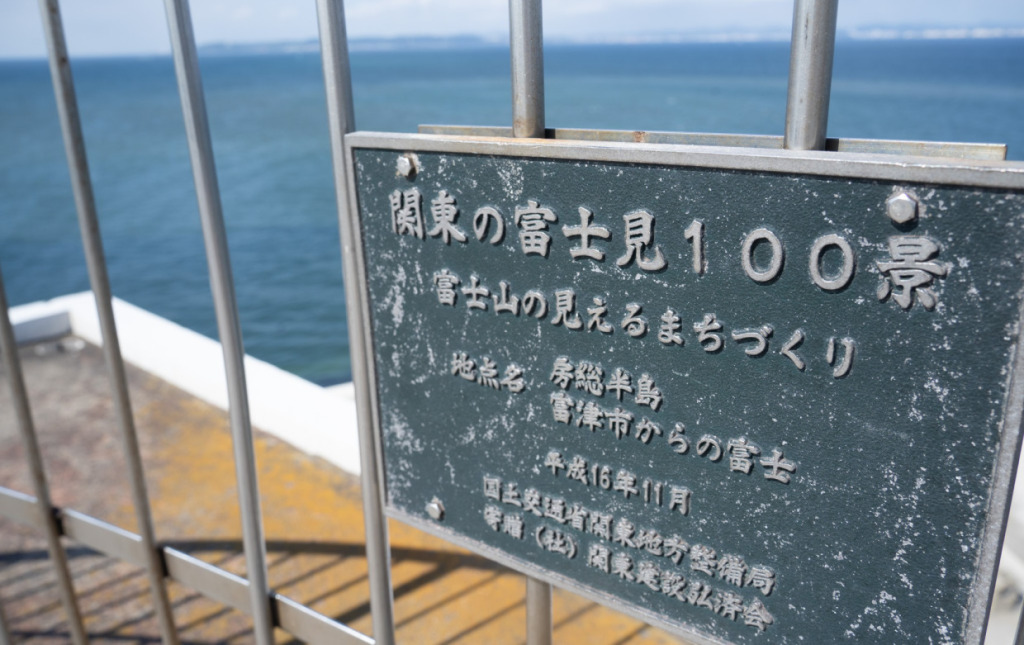 関東の富士見１００景
富士山の見えるまちづくり
地点名 房総半島
富津市からの富士
平成16年11月
国土交通省関東地方整備局
寄贈 (社) 関東建設弘済会